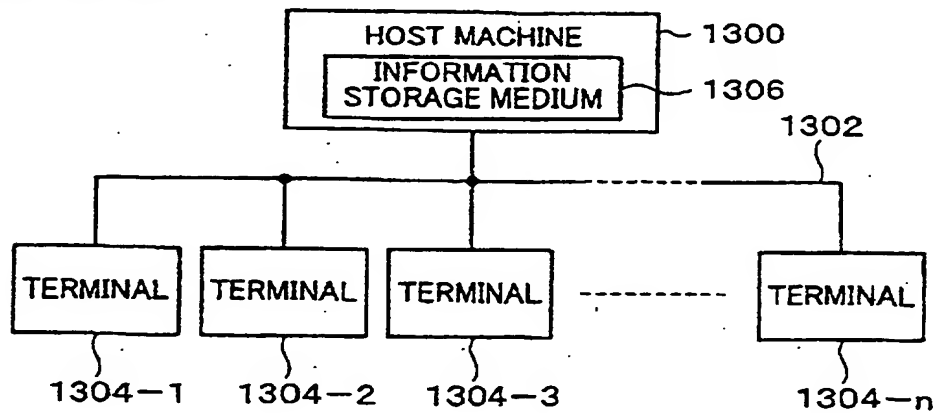 HOST MACHINE
1300
INFORMATION
STORAGE MEDIUM
1306
1302
TERMINAL
TERMINAL
TERMINAL
TERMINAL
1304-1
1304-2
1304-3
1304-n